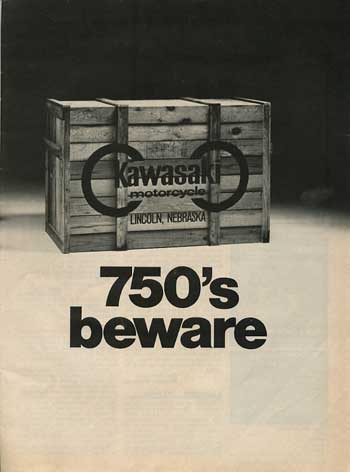 Kawasaki
motorcycle
LINCOLN, NEBRASKA
750's
beware